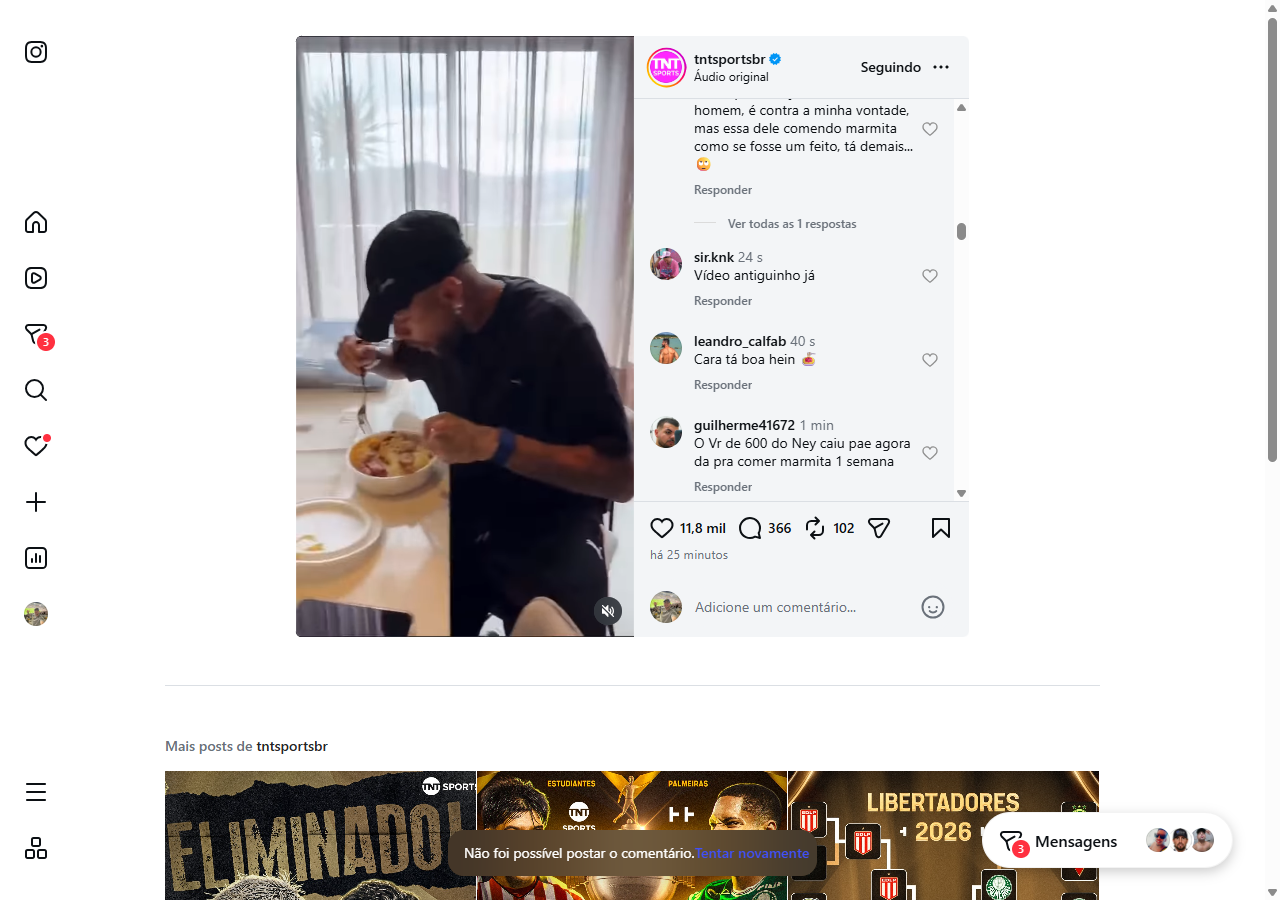 tntsportsbr
Áudio original
Seguindo
homem, é contra a minha vontade,
mas essa dele comendo marmita
como se fosse um feito, tá demais...
🙄
Responder
Ver todas as 1 respostas
sir.knk 24 s
Vídeo antiguinho já
Responder
leandro_calfab 40 s
Cara tá boa hein 🍝
Responder
guilherme41672 1 min
O Vr de 600 do Ney caiu pae agora
da pra comer marmita 1 semana
Responder
11,8 mil 366 102
há 25 minutos
Adicione um comentário...
3
Mais posts de tntsportsbr
TNT SPORTS
ELIMINADO!
ESTUDIANTES PALMEIRAS
TNT
SPORTS
LIBERTADORES
2026
Não foi possível postar o comentário. Tentar novamente
3 Mensagens